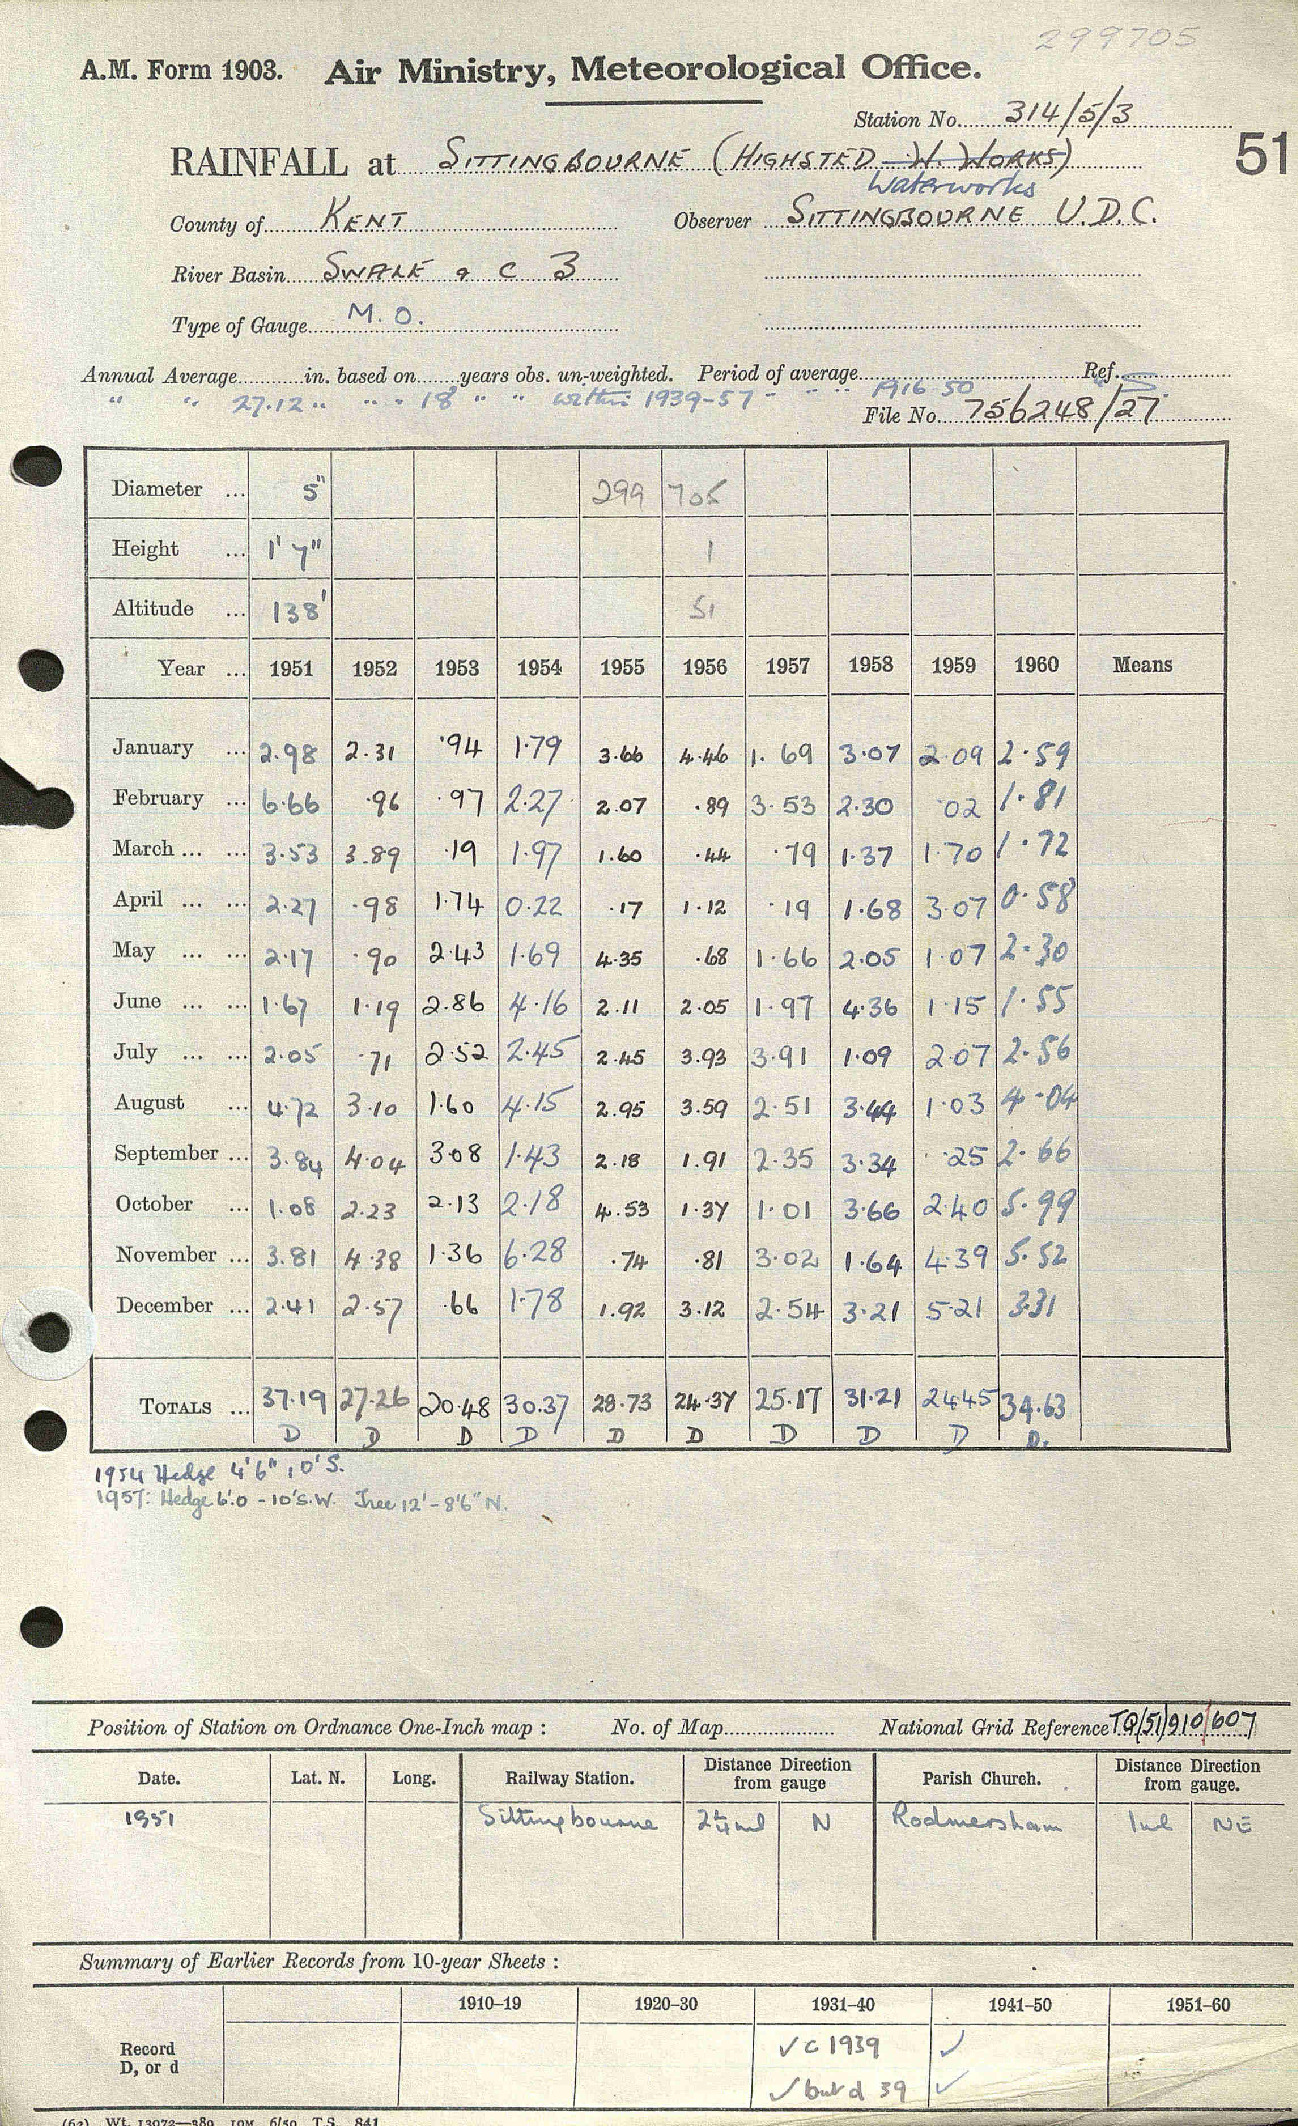 299705
A.M. Form 1903. Air Ministry, Meteorological Office.
Station No. 314/5/3
51
RAINFALL at SITTINGBOURNE (HIGHSTED W. WORKS)
Waterworks
County of KENT Observer SITTINGBOURNE U.D.C.
River Basin SWALE & C 3
Type of Gauge M.O.
Annual Average in. based on years obs. un-weighted. Period of average Ref.
" " 27.12 " " " " 18 " " within 1939-57 - " " " 1916 50 S.
File No. 756248/27
Diameter ... 5" 299 705
Height ... 1' 7" 1
Altitude ... 138' 51
Year ... 1951 1952 1953 1954 1955 1956 1957 1958 1959 1960 Means
January ... 2.98 2.31 .94 1.79 3.66 4.46 1.69 3.07 2.09 2.59
February ... 6.66 .96 .97 2.27 2.07 .89 3.53 2.30 .02 1.81
March ... ... 3.53 3.89 .19 1.97 1.60 .44 .79 1.37 1.70 1.72
April ... ... 2.27 .98 1.74 0.22 .17 1.12 .19 1.68 3.07 0.58
May ... ... 2.17 .90 2.43 1.69 4.35 .68 1.66 2.05 1.07 2.30
June ... ... 1.67 1.19 2.86 4.16 2.11 2.05 1.97 4.36 1.15 1.55
July ... ... 2.05 .71 2.52 2.45 2.45 3.93 3.91 1.09 2.07 2.56
August ... 4.72 3.10 1.60 4.15 2.95 3.59 2.51 3.44 1.03 4.04
September ... 3.84 4.04 3.08 1.43 2.18 1.91 2.35 3.34 .25 2.66
October ... 1.08 2.23 2.13 2.18 4.53 1.37 1.01 3.66 2.40 5.99
November ... 3.81 4.38 1.36 6.28 .74 .81 3.02 1.64 4.39 5.52
December ... 2.41 2.57 .66 1.78 1.92 3.12 2.54 3.21 5.21 3.31
TOTALS ... 37.19 27.26 20.48 30.37 28.73 24.37 25.17 31.21 24.45 34.63
D D D D D D D D D D.
1954 Hedge 4'6", 10'S.
1957: Hedge 6'.0 - 10'S.W. Tree 12' - 8'6" N.
Position of Station on Ordnance One-Inch map : No. of Map National Grid Reference TQ/51/910/607
Date. Lat. N. Long. Railway Station. Distance Direction from gauge Parish Church. Distance Direction from gauge.
1951 Sittingbourne 2¼ ml N Rodmersham 1ml NE
Summary of Earlier Records from 10-year Sheets :
1910–19 1920–30 1931–40 1941–50 1951–60
Record ✓ c 1939 ✓
D, or d ✓ but d 39 ✓
(62) Wt. 13072—380 10M 6/50 T.S. 841